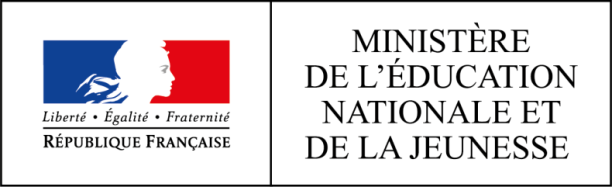 Liberté • Égalité • Fraternité
RÉPUBLIQUE FRANÇAISE
MINISTÈRE
DE L’ÉDUCATION
NATIONALE ET
DE LA JEUNESSE